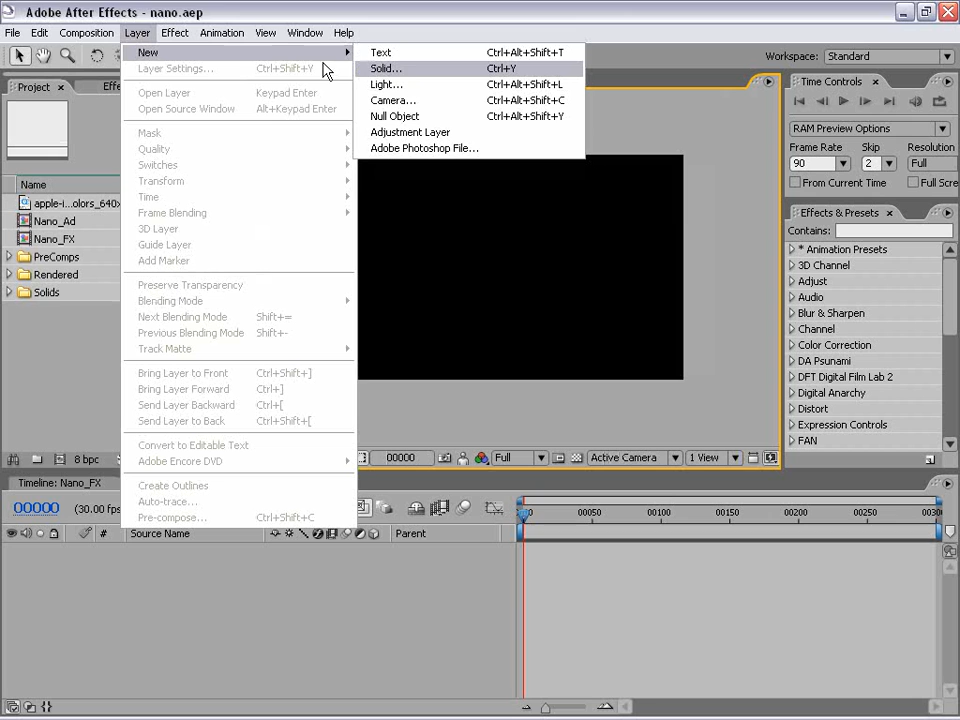 Adobe After Effects - nano.aep
File Edit Composition Layer Effect Animation View Window Help
Workspace: Standard
Project
Time Controls
RAM Preview Options
Frame Rate Skip Resolution
90 2 Full
From Current Time Full Scre
Effects & Presets
Contains:
* Animation Presets
3D Channel
Adjust
Audio
Blur & Sharpen
Channel
Color Correction
DA Psunami
DFT Digital Film Lab 2
Digital Anarchy
Distort
Expression Controls
FAN
Name
Nano_Ad
Nano_FX
PreComps
Rendered
Solids
8 bpc
New
Layer Settings... Ctrl+Shift+Y
Open Layer Keypad Enter
Open Source Window Alt+Keypad Enter
Mask
Quality
Switches
Transform
Time
Frame Blending
3D Layer
Guide Layer
Add Marker
Preserve Transparency
Blending Mode
Next Blending Mode Shift+=
Previous Blending Mode Shift+-
Track Matte
Bring Layer to Front Ctrl+Shift+]
Bring Layer Forward Ctrl+]
Send Layer Backward Ctrl+[
Send Layer to Back Ctrl+Shift+[
Convert to Editable Text
Adobe Encore DVD
Create Outlines
Auto-trace...
Pre-compose... Ctrl+Shift+C
Text Ctrl+Alt+Shift+T
Solid... Ctrl+Y
Light... Ctrl+Alt+Shift+L
Camera... Ctrl+Alt+Shift+C
Null Object Ctrl+Alt+Shift+Y
Adjustment Layer
Adobe Photoshop File...
00000 Full Active Camera 1 View
Timeline: Nano_FX
00000 (30.00 fps
00050 00100 00150 00200 00250
# Source Name Parent